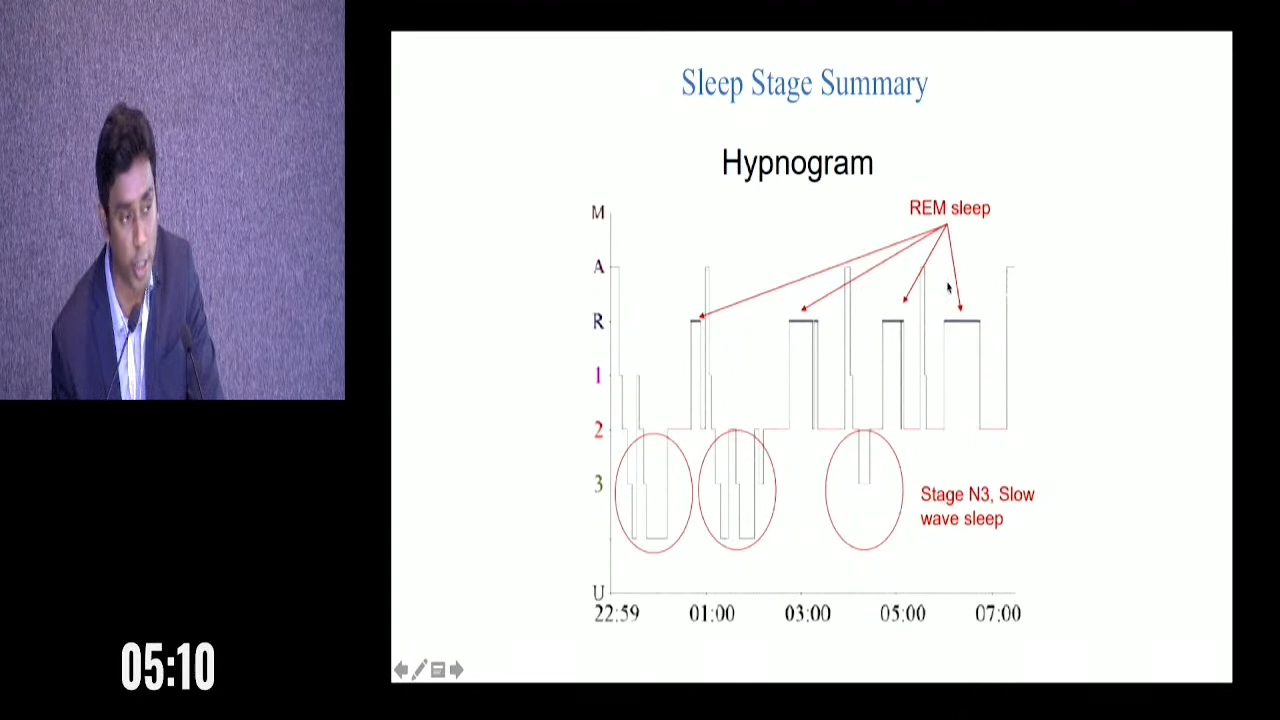 Sleep Stage Summary
Hypnogram
REM sleep
M
A
R
1
2
3
U
Stage N3, Slow
wave sleep
22:59 01:00 03:00 05:00 07:00
05:10